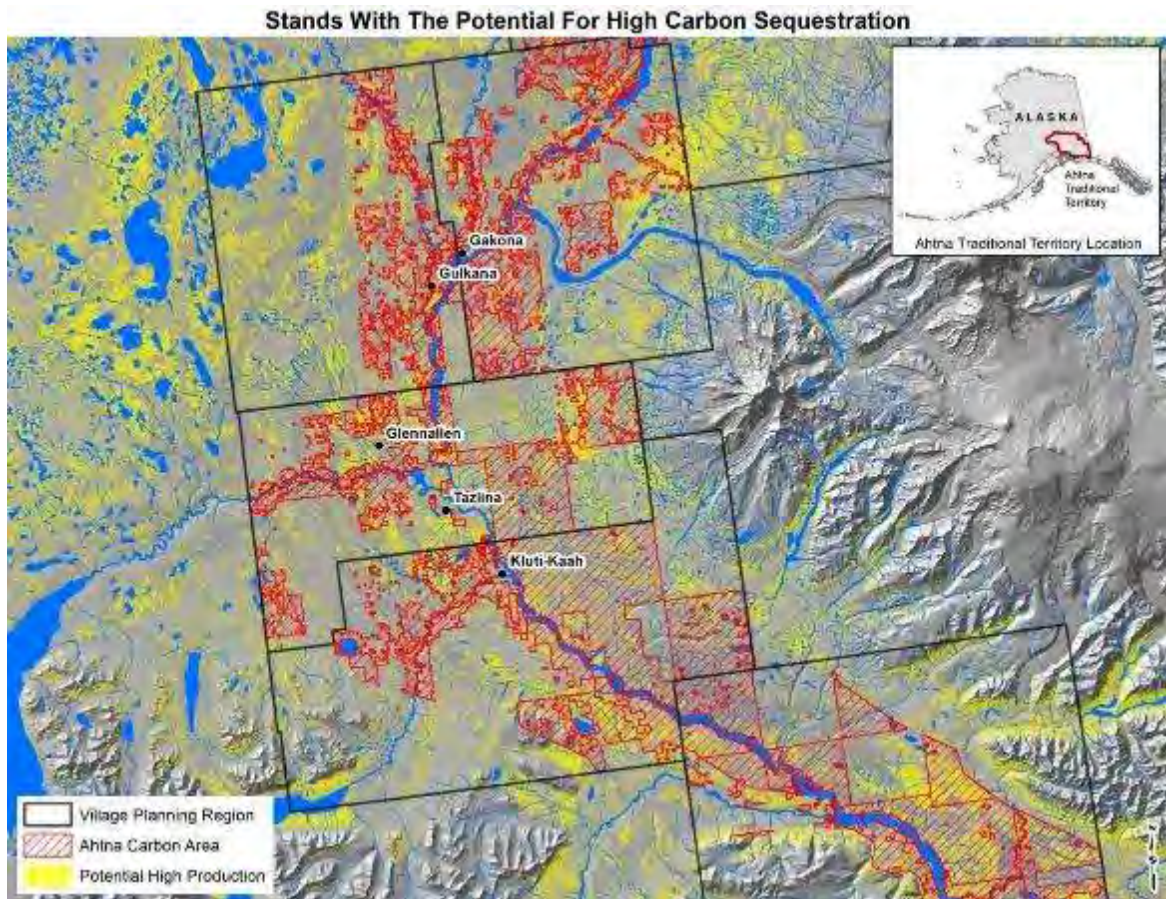 Stands With The Potential For High Carbon Sequestration
ALASKA
Ahtna
Traditional
Territory
Ahtna Traditional Territory Location
Gakona
Gulkana
Glennallen
Tazlina
Kluti-Kaah
Village Planning Region
Ahtna Carbon Area
Potential High Production